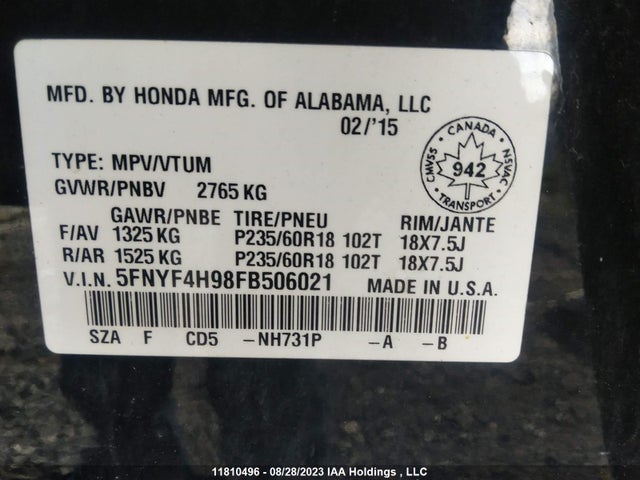 MFD. BY HONDA MFG. OF ALABAMA, LLC
02/'15
CANADA
CMVSS 942 NSVAC
TRANSPORT
TYPE: MPV/VTUM
GVWR/PNBV 2765 KG
GAWR/PNBE TIRE/PNEU RIM/JANTE
F/AV 1325 KG P235/60R18 102T 18X7.5J
R/AR 1525 KG P235/60R18 102T 18X7.5J
V.I.N. 5FNYF4H98FB506021 MADE IN U.S.A.
SZA F CD5 -NH731P -A -B
11810496 - 08/28/2023 IAA Holdings , LLC